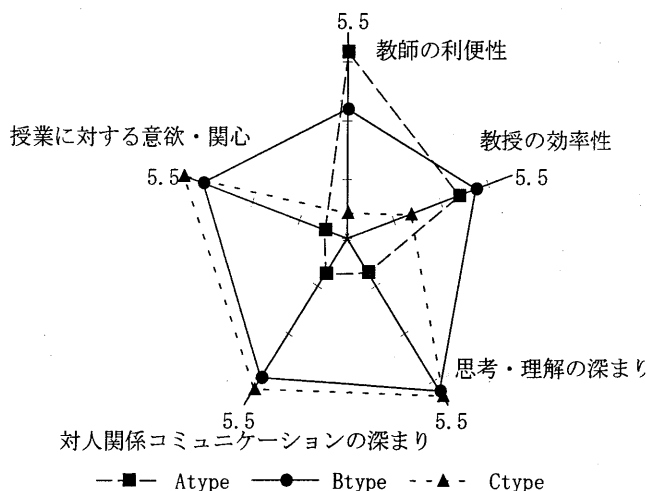 5.5
教師の利便性
授業に対する意欲・関心
教授の効率性
5.5
5.5
思考・理解の深まり
5.5
5.5
対人関係コミュニケーションの深まり
Atype
Btype
Ctype